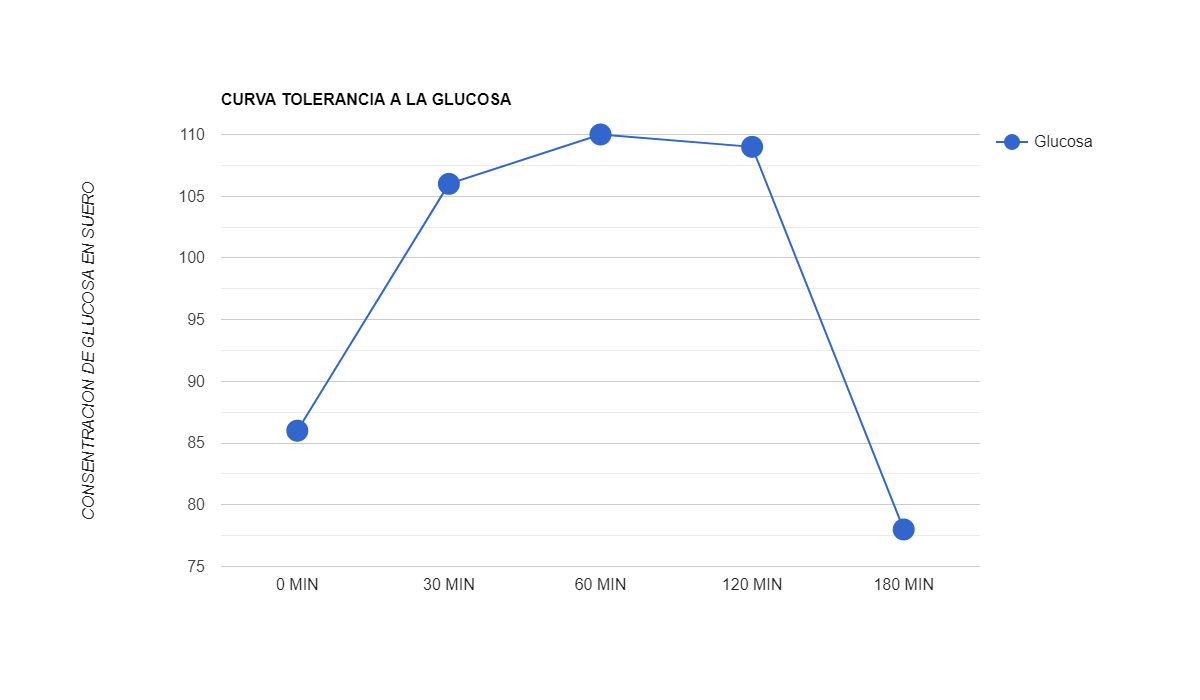 CURVA TOLERANCIA A LA GLUCOSA
Glucosa
CONSENTRACION DE GLUCOSA EN SUERO
110
105
100
95
90
85
80
75
0 MIN
30 MIN
60 MIN
120 MIN
180 MIN